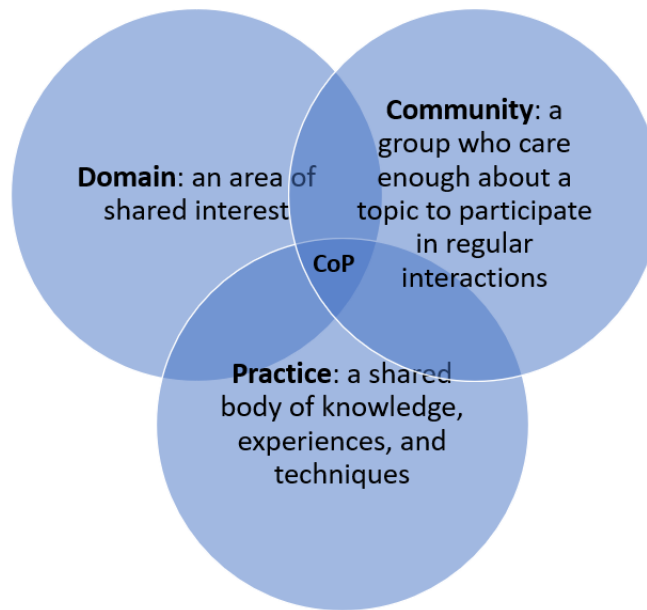 Domain: an area of
shared interest
Community: a
group who care
enough about a
topic to participate
in regular
interactions
CoP
Practice: a shared
body of knowledge,
experiences, and
techniques